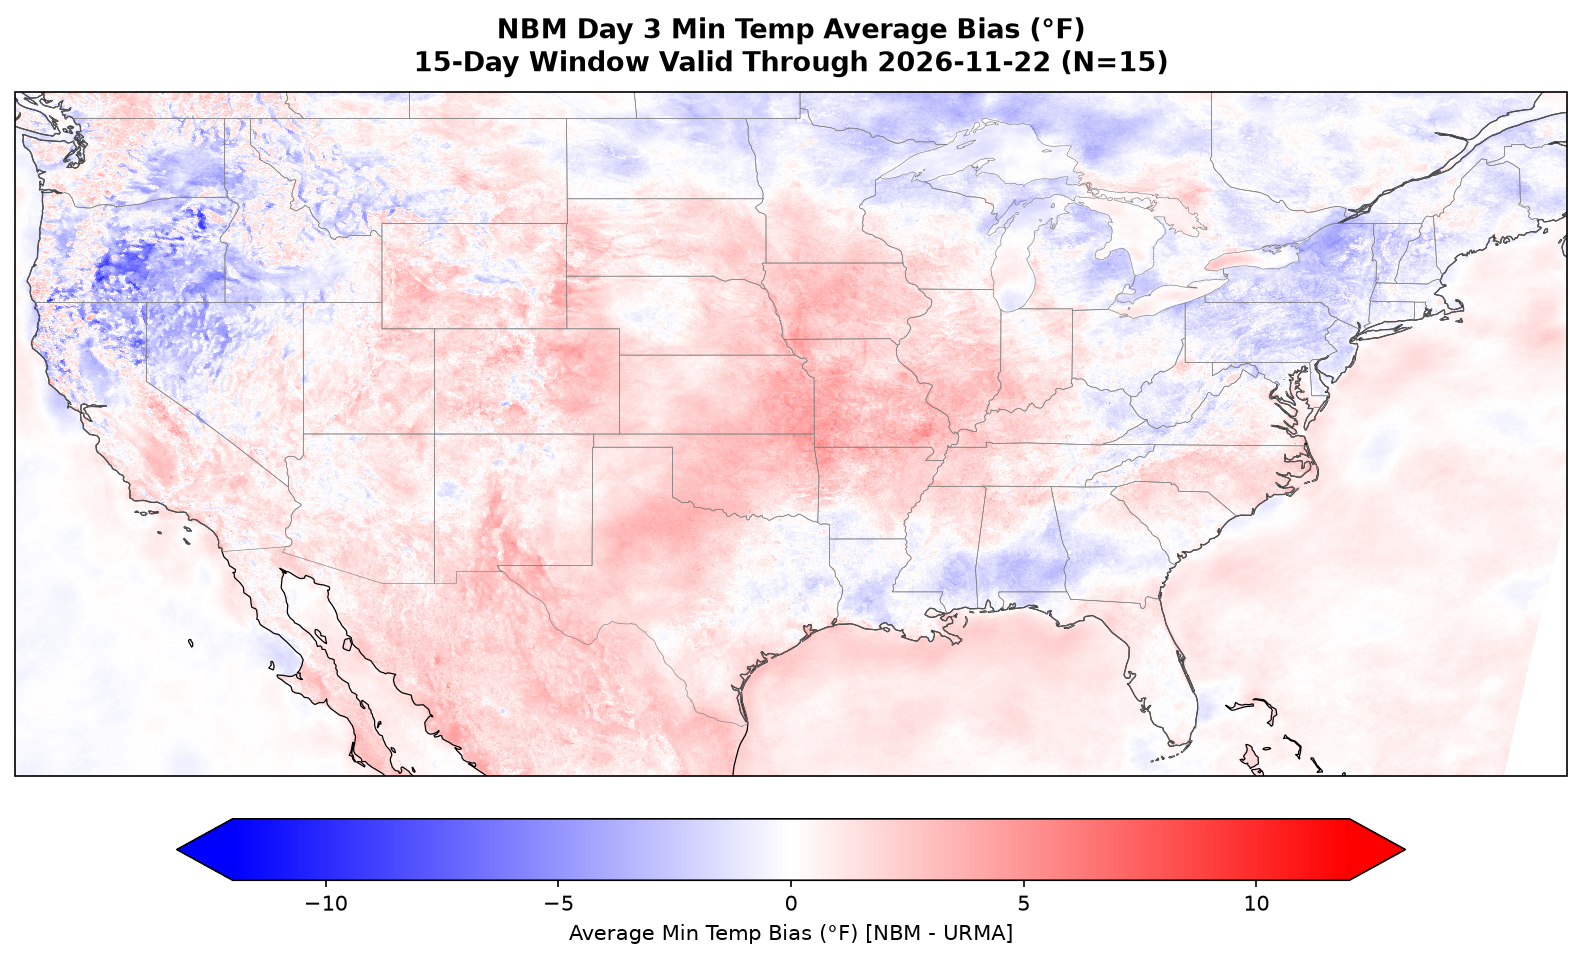 NBM Day 3 Min Temp Average Bias (°F)
15-Day Window Valid Through 2026-11-22 (N=15)
−10 −5 0 5 10
Average Min Temp Bias (°F) [NBM - URMA]